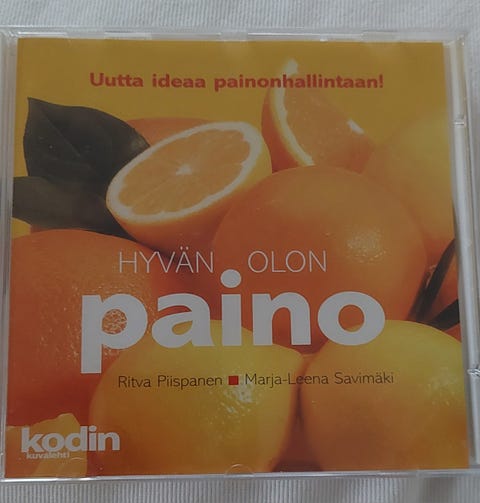 Uutta ideaa painonhallintaan!
HYVÄN OLON
paino
Ritva Piispanen ■ Marja-Leena Savimäki
kodin
kuvalehti